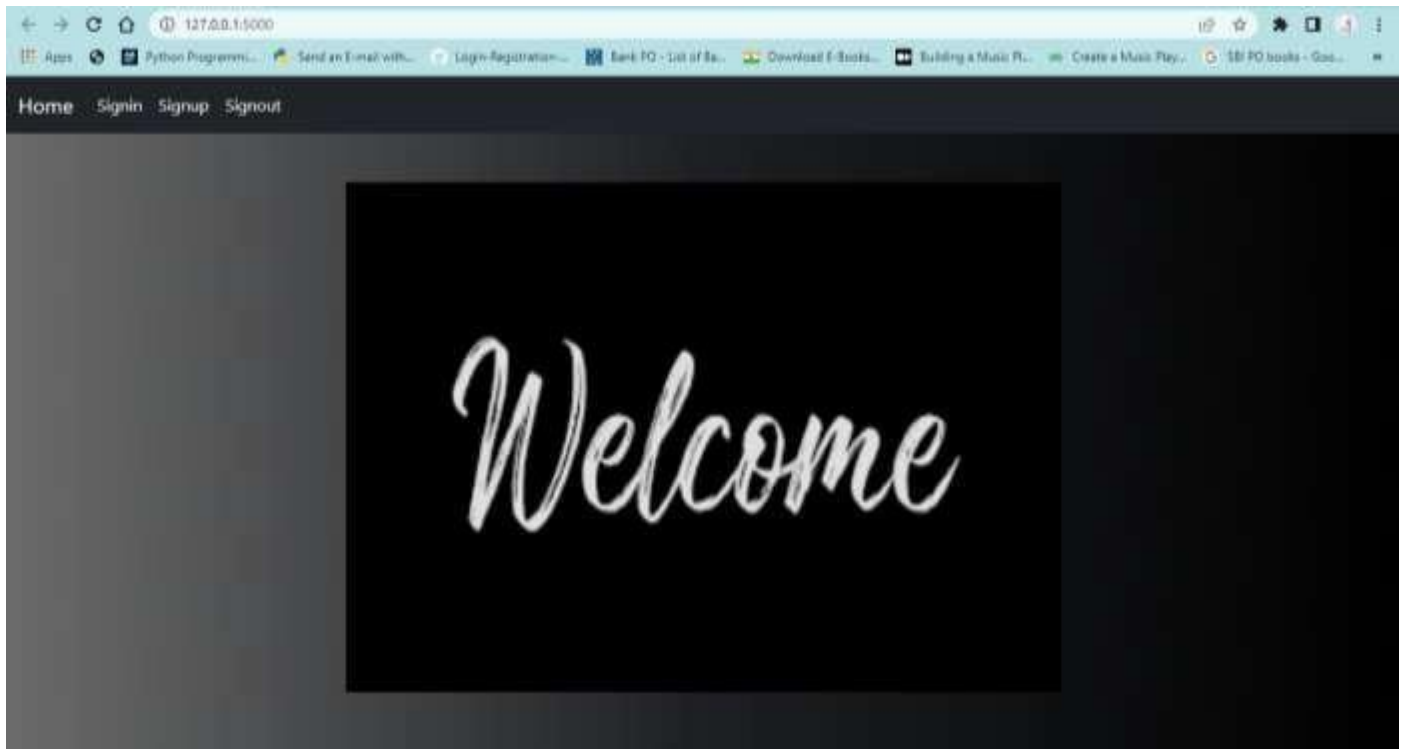 127.0.0.1:5000
Apps Python Programmi... Send an E-mail with... Login-Registration-... Bank PO - List of Ba... Download E-Books... Building a Music Pl... Create a Music Play... SBI PO books - Goo...
Home Signin Signup Signout
Welcome